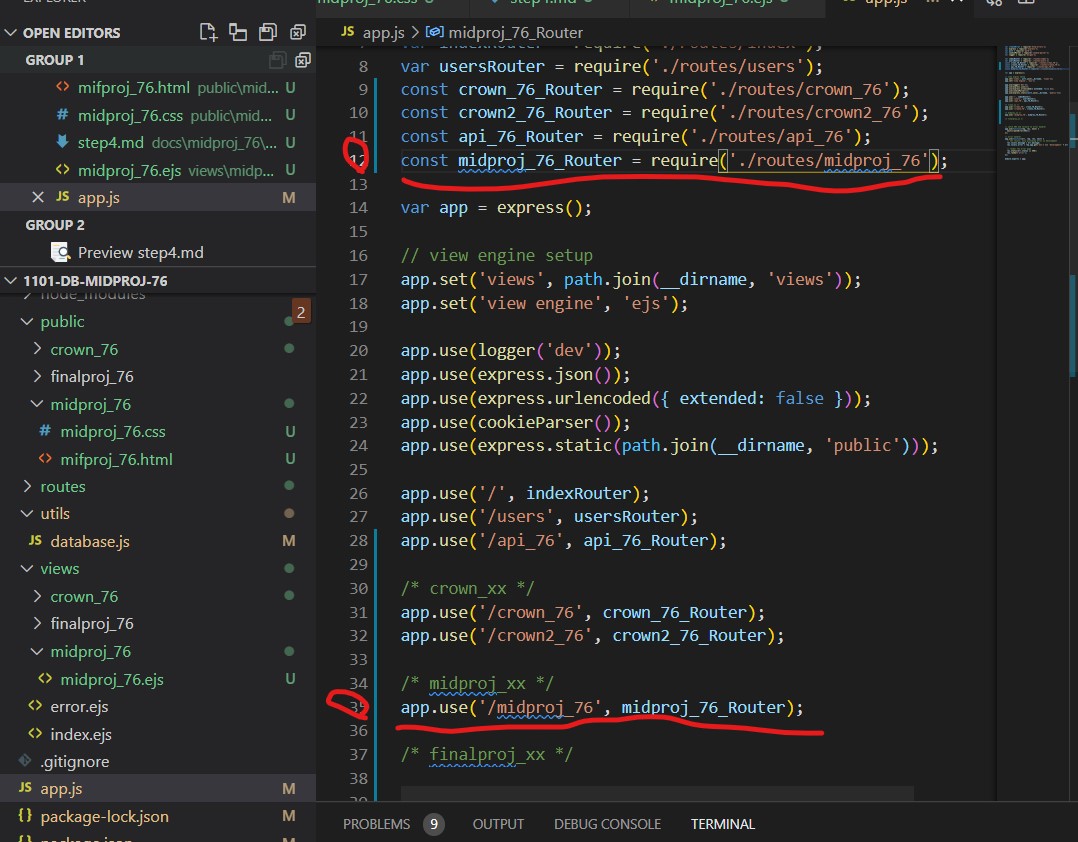 EXPLORER
OPEN EDITORS
GROUP 1
mifproj_76.html public\mid... U
midproj_76.css public\mid... U
step4.md docs\midproj_76\... U
midproj_76.ejs views\midp... U
JS app.js M
GROUP 2
Preview step4.md
1101-DB-MIDPROJ-76
node_modules
2
public
crown_76
finalproj_76
midproj_76
# midproj_76.css U
<> mifproj_76.html U
routes
utils
JS database.js M
views
crown_76
finalproj_76
midproj_76
<> midproj_76.ejs U
<> error.ejs
<> index.ejs
.gitignore
JS app.js M
{} package-lock.json M
{} package.json M
midproj_76.css U
step4.md U
midproj_76.ejs U
app.js M
JS app.js > midproj_76_Router
7 var indexRouter = require('./routes/index');
8 var usersRouter = require('./routes/users');
9 const crown_76_Router = require('./routes/crown_76');
10 const crown2_76_Router = require('./routes/crown2_76');
11 const api_76_Router = require('./routes/api_76');
12 const midproj_76_Router = require('./routes/midproj_76');
13
14 var app = express();
15
16 // view engine setup
17 app.set('views', path.join(__dirname, 'views'));
18 app.set('view engine', 'ejs');
19
20 app.use(logger('dev'));
21 app.use(express.json());
22 app.use(express.urlencoded({ extended: false }));
23 app.use(cookieParser());
24 app.use(express.static(path.join(__dirname, 'public')));
25
26 app.use('/', indexRouter);
27 app.use('/users', usersRouter);
28 app.use('/api_76', api_76_Router);
29
30 /* crown_xx */
31 app.use('/crown_76', crown_76_Router);
32 app.use('/crown2_76', crown2_76_Router);
33
34 /* midproj_xx */
35 app.use('/midproj_76', midproj_76_Router);
36
37 /* finalproj_xx */
38
39
PROBLEMS 9 OUTPUT DEBUG CONSOLE TERMINAL